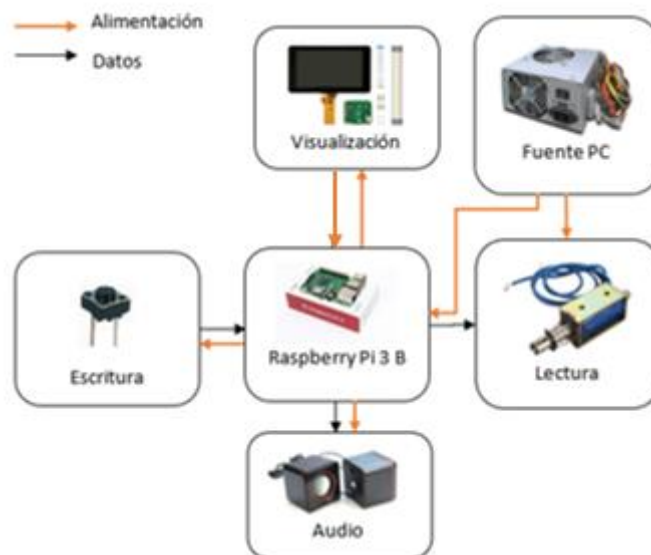 Alimentación
Datos
Visualización
Fuente PC
Escritura
Raspberry Pi 3 B
Lectura
Audio